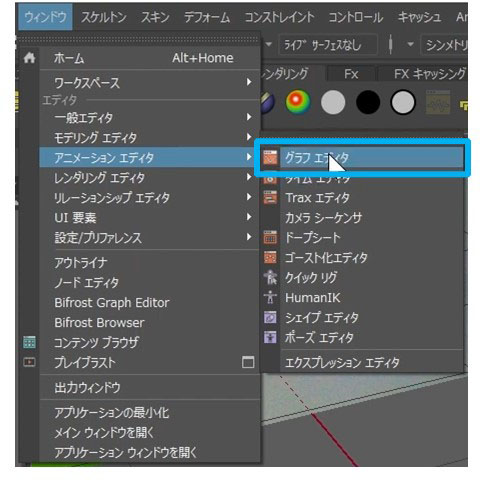 ウィンドウ スケルトン スキン デフォーム コンストレイント コントロール キャッシュ Ar
ライブ サーフェスなし シンメトリ
ホーム Alt+Home
ンダリング Fx FX キャッシング
ワークスペース
エディタ
一般エディタ
モデリング エディタ
アニメーション エディタ
グラフ エディタ
レンダリング エディタ
タイム エディタ
リレーションシップ エディタ
Trax エディタ
UI 要素
カメラ シーケンサ
設定/プリファレンス
ドープシート
アウトライナ
ゴースト化エディタ
ノード エディタ
クイック リグ
Bifrost Graph Editor
HumanIK
Bifrost Browser
シェイプ エディタ
コンテンツ ブラウザ
ポーズ エディタ
プレイブラスト
エクスプレッション エディタ
出力ウィンドウ
アプリケーションの最小化
メイン ウィンドウを開く
アプリケーション ウィンドウを開く